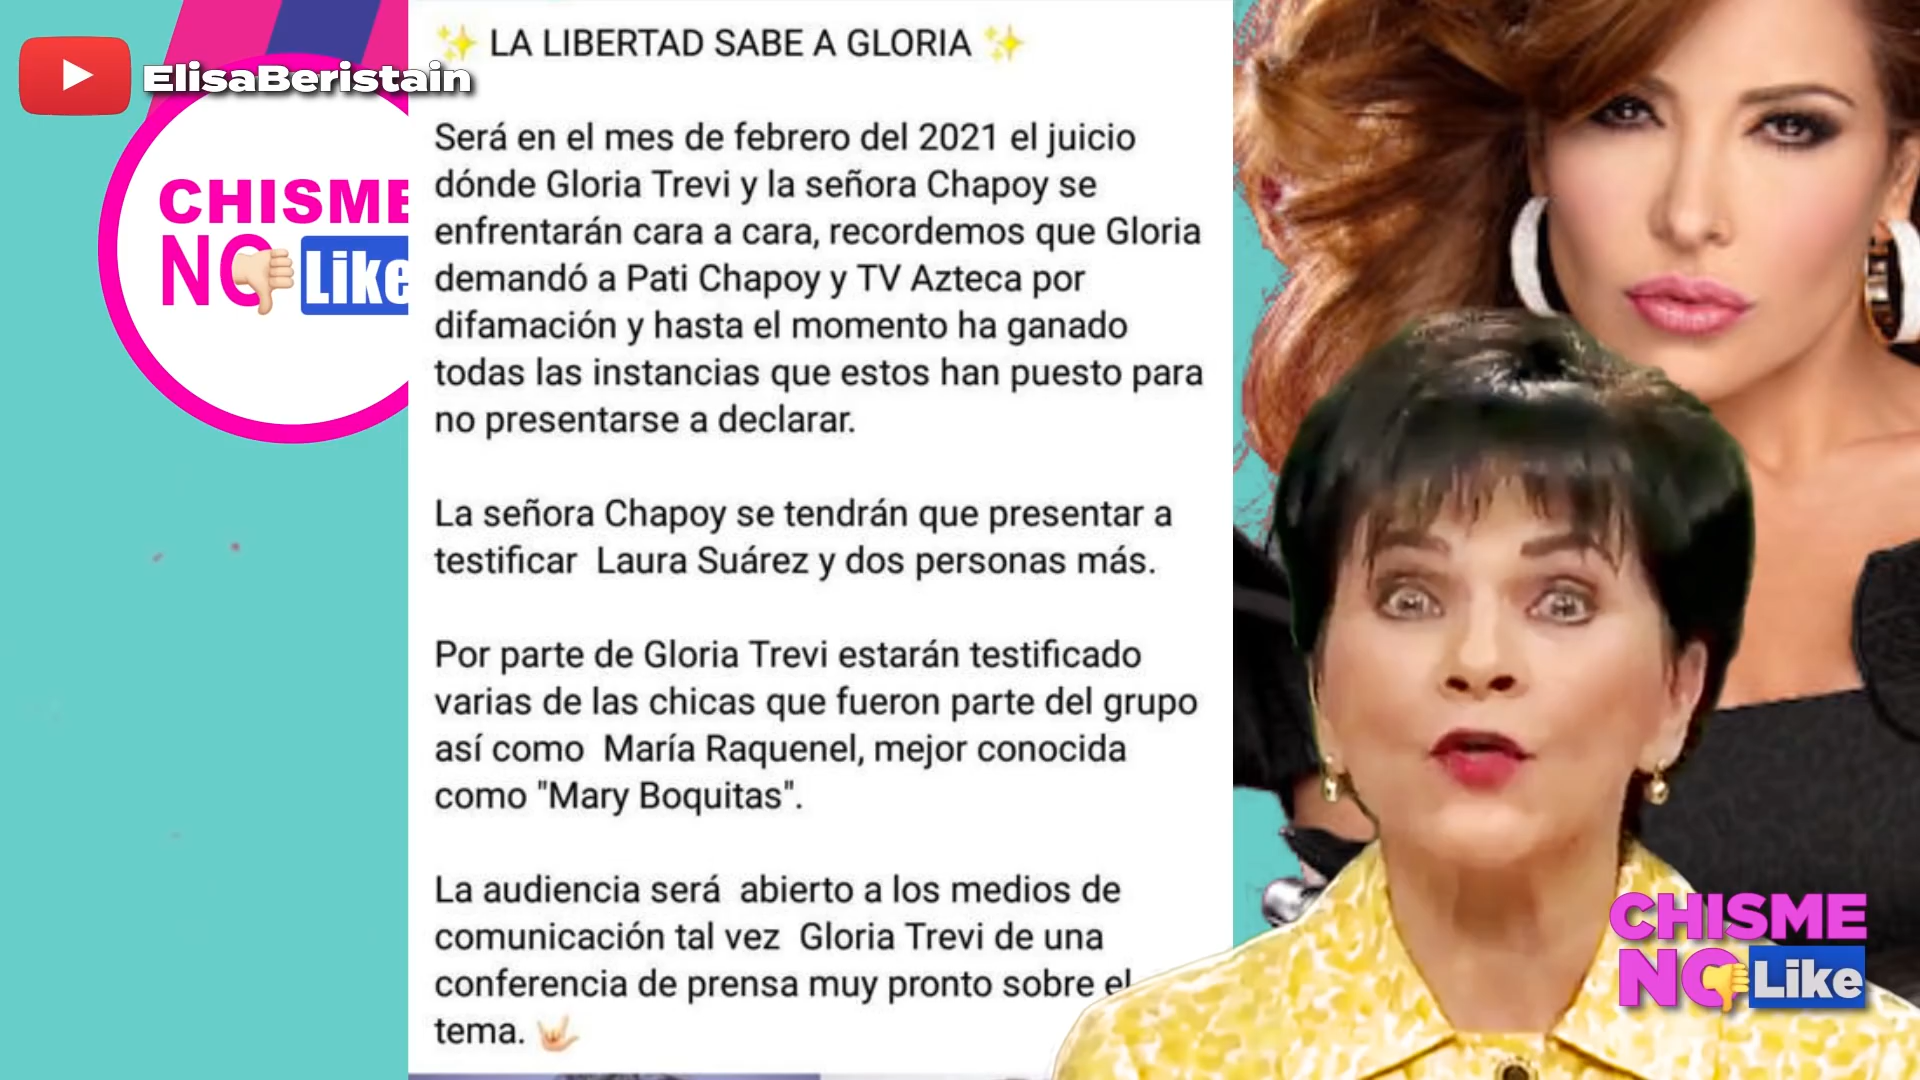 ElisaBeristain
CHISME
NO Like
✨ LA LIBERTAD SABE A GLORIA ✨
Será en el mes de febrero del 2021 el juicio
dónde Gloria Trevi y la señora Chapoy se
enfrentarán cara a cara, recordemos que Gloria
demandó a Pati Chapoy y TV Azteca por
difamación y hasta el momento ha ganado
todas las instancias que estos han puesto para
no presentarse a declarar.
La señora Chapoy se tendrán que presentar a
testificar  Laura Suárez y dos personas más.
Por parte de Gloria Trevi estarán testificado
varias de las chicas que fueron parte del grupo
así como  María Raquenel, mejor conocida
como "Mary Boquitas".
La audiencia será  abierto a los medios de
comunicación tal vez  Gloria Trevi de una
conferencia de prensa muy pronto sobre el
tema. 🤟
CHISME
NO Like